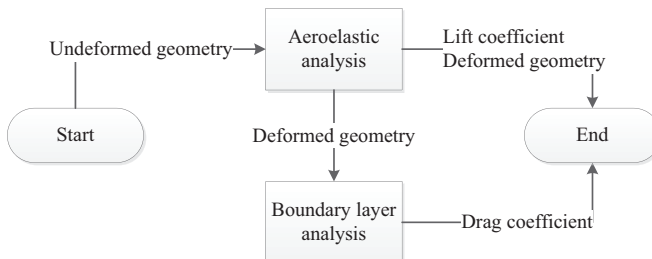 Undeformed geometry
Aeroelastic
analysis
Lift coefficient
Deformed geometry
Start
Deformed geometry
End
Boundary layer
analysis
Drag coefficient